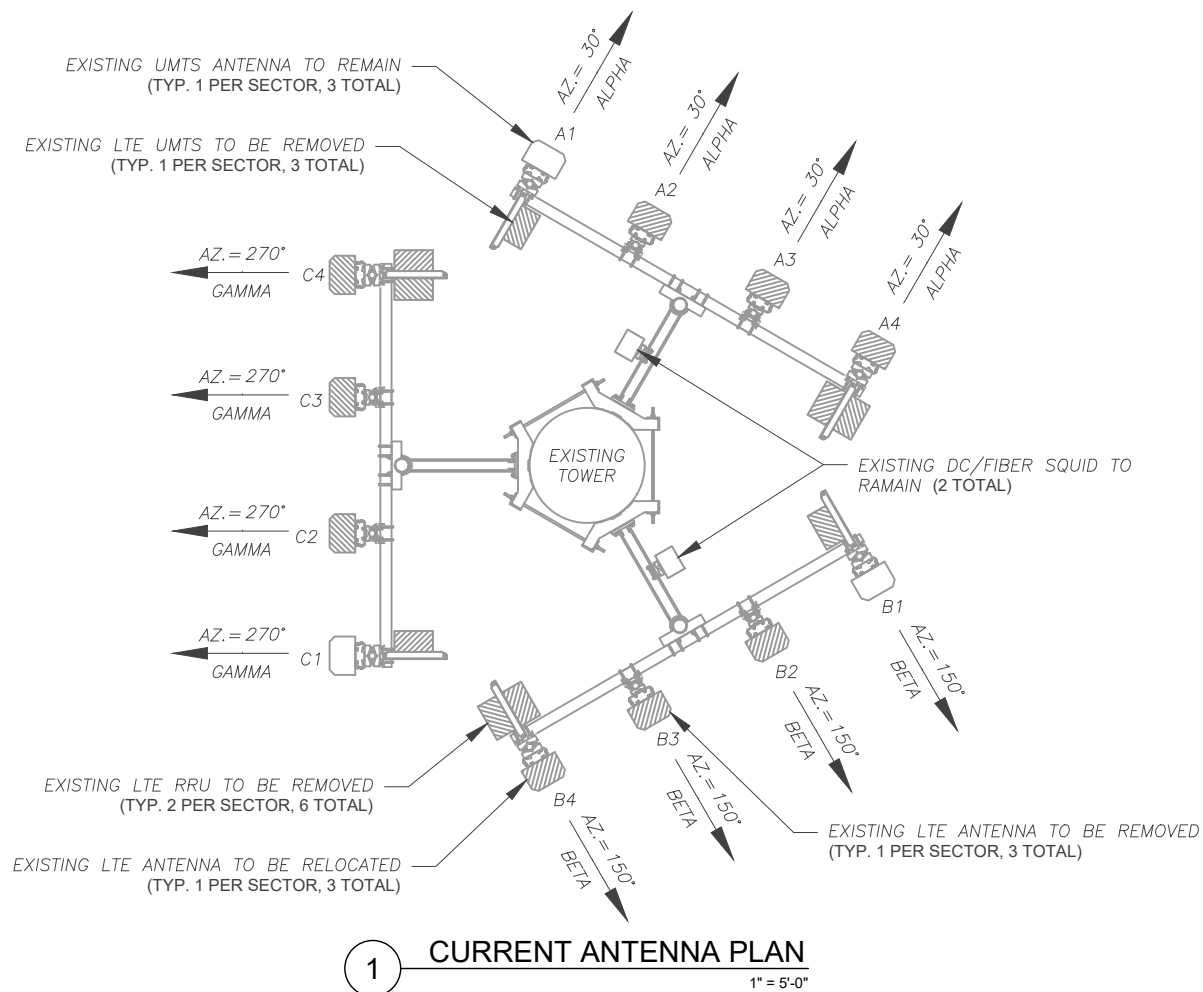 EXISTING UMTS ANTENNA TO REMAIN
(TYP. 1 PER SECTOR, 3 TOTAL)
EXISTING LTE UMTS TO BE REMOVED
(TYP. 1 PER SECTOR, 3 TOTAL)
AZ.= 30°
ALPHA
A1
AZ.= 30°
ALPHA
A2
AZ.= 30°
ALPHA
A3
AZ.= 30°
ALPHA
A4
AZ.= 270°
GAMMA
C4
AZ.= 270°
GAMMA
C3
AZ.= 270°
GAMMA
C2
AZ.= 270°
GAMMA
C1
EXISTING
TOWER
EXISTING DC/FIBER SQUID TO
RAMAIN (2 TOTAL)
B1
AZ.= 150°
BETA
B2
AZ.= 150°
BETA
B3
AZ.= 150°
BETA
B4
AZ.= 150°
BETA
EXISTING LTE RRU TO BE REMOVED
(TYP. 2 PER SECTOR, 6 TOTAL)
EXISTING LTE ANTENNA TO BE RELOCATED
(TYP. 1 PER SECTOR, 3 TOTAL)
EXISTING LTE ANTENNA TO BE REMOVED
(TYP. 1 PER SECTOR, 3 TOTAL)
1
CURRENT ANTENNA PLAN
1" = 5'-0"